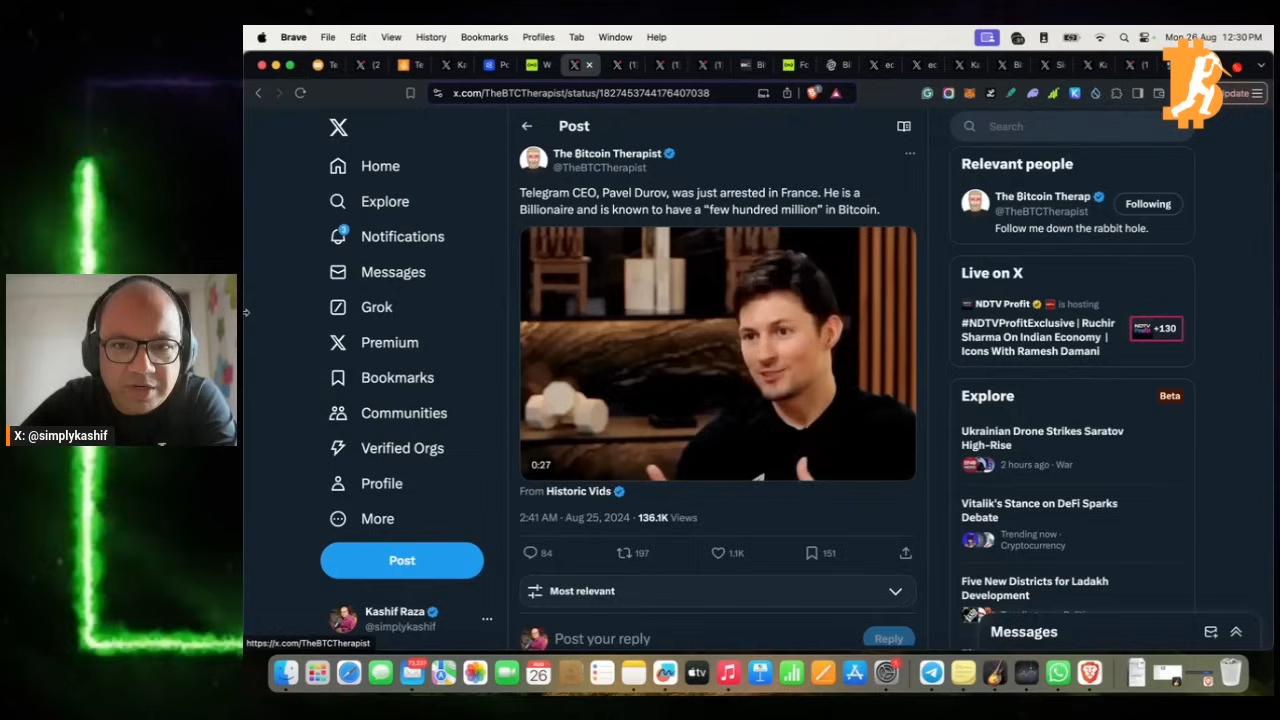 Brave File Edit View History Bookmarks Profiles Tab Window Help
Mon 26 Aug 12:30PM
x.com/TheBTCTherapist/status/1827453744176407038
Home
Explore
3
Notifications
Messages
Grok
Premium
Bookmarks
Communities
Verified Orgs
Profile
More
Post
Kashif Raza
@simplykashif
https://x.com/TheBTCTherapist
X: @simplykashif
Post
The Bitcoin Therapist
@TheBTCTherapist
Telegram CEO, Pavel Durov, was just arrested in France. He is a
Billionaire and is known to have a “few hundred million” in Bitcoin.
0:27
From Historic Vids
2:41 AM · Aug 25, 2024 · 136.1K Views
84 197 1.1K 151
Most relevant
Post your reply
Reply
Search
Relevant people
The Bitcoin Therap
@TheBTCTherapist
Following
Follow me down the rabbit hole.
Live on X
NDTV Profit is hosting
#NDTVProfitExclusive | Ruchir
Sharma On Indian Economy |
Icons With Ramesh Damani
+130
Explore
Beta
Ukrainian Drone Strikes Saratov
High-Rise
2 hours ago · War
Vitalik's Stance on DeFi Sparks
Debate
Trending now ·
Cryptocurrency
Five New Districts for Ladakh
Development
Messages
AUG
26
tv